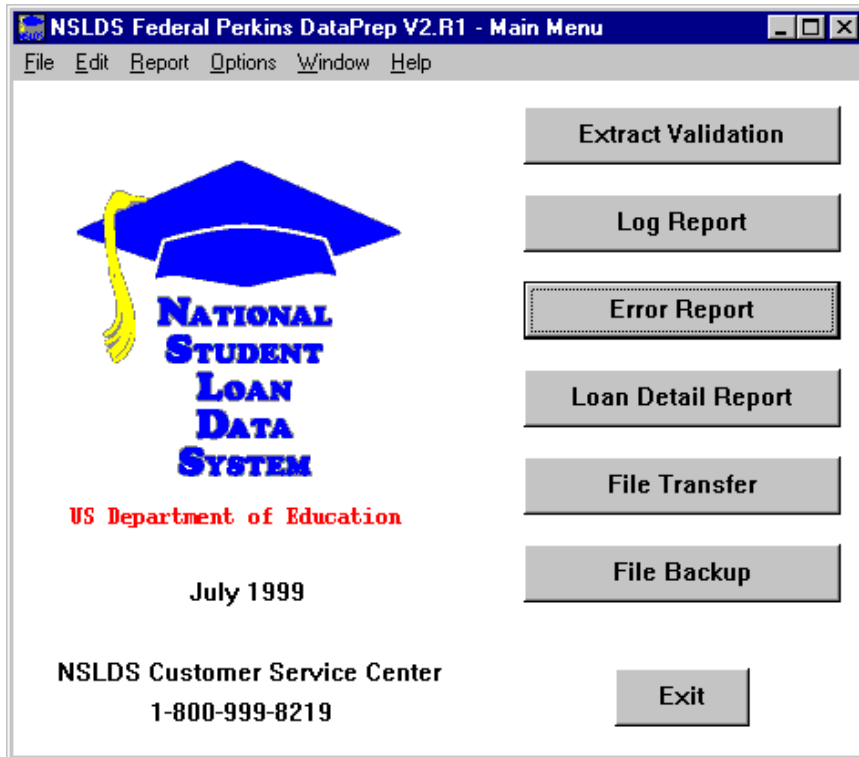 NSLDS Federal Perkins DataPrep V2.R1 - Main Menu
File Edit Report Options Window Help
Extract Validation
Log Report
Error Report
Loan Detail Report
File Transfer
File Backup
NATIONAL
STUDENT
LOAN
DATA
SYSTEM
US Department of Education
July 1999
NSLDS Customer Service Center
1-800-999-8219
Exit